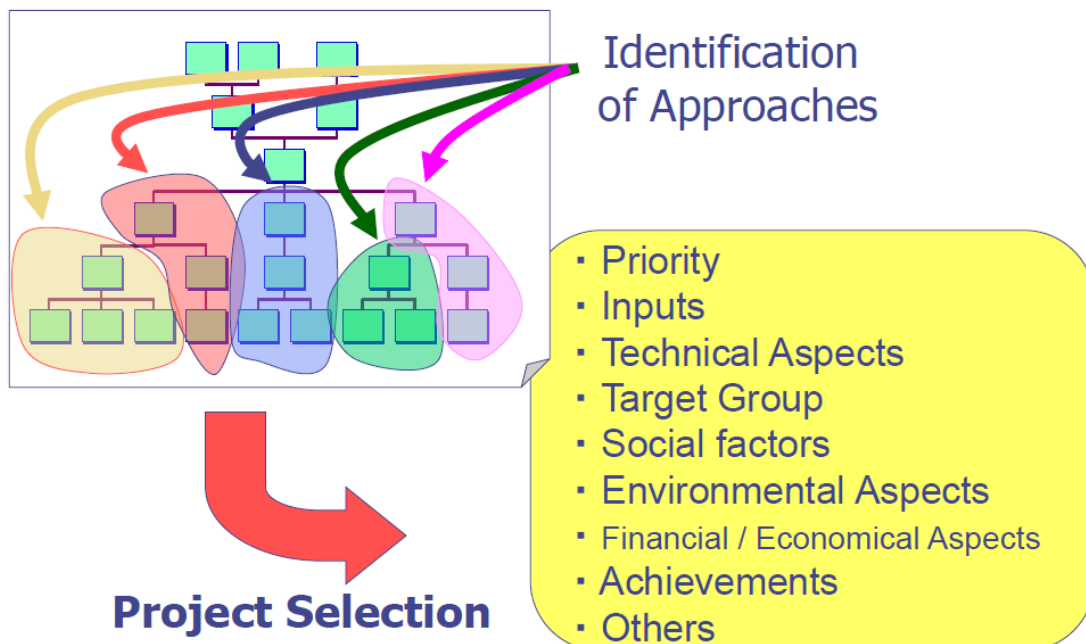 Identification
of Approaches
▪ Priority
▪ Inputs
▪ Technical Aspects
▪ Target Group
▪ Social factors
▪ Environmental Aspects
▪ Financial / Economical Aspects
▪ Achievements
▪ Others
Project Selection